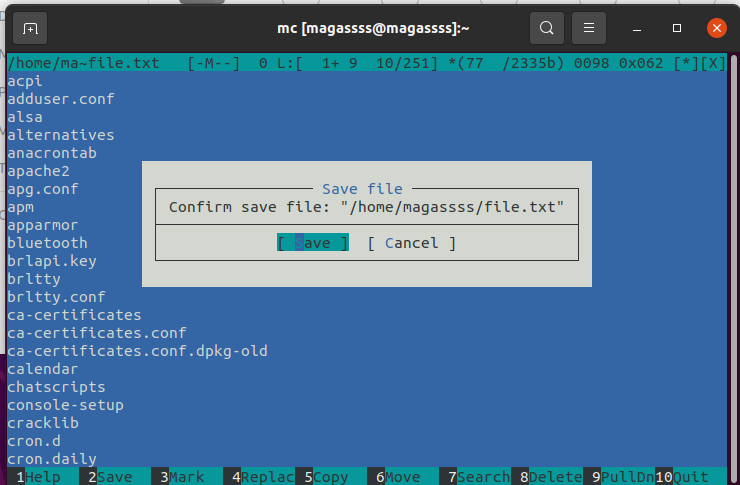 mc [magassss@magassss]:~
/home/ma~file.txt [-M--] 0 L:[ 1+ 9 10/251] *(77 /2335b) 0098 0x062 [*][X]
acpi
adduser.conf
alsa
alternatives
anacrontab
apache2
apg.conf
apm
apparmor
bluetooth
brlapi.key
brltty
brltty.conf
ca-certificates
ca-certificates.conf
ca-certificates.conf.dpkg-old
calendar
chatscripts
console-setup
cracklib
cron.d
cron.daily
Save file
Confirm save file: "/home/magassss/file.txt"
[ Save ] [ Cancel ]
1Help 2Save 3Mark 4Replac 5Copy 6Move 7Search 8Delete 9PullDn 10Quit